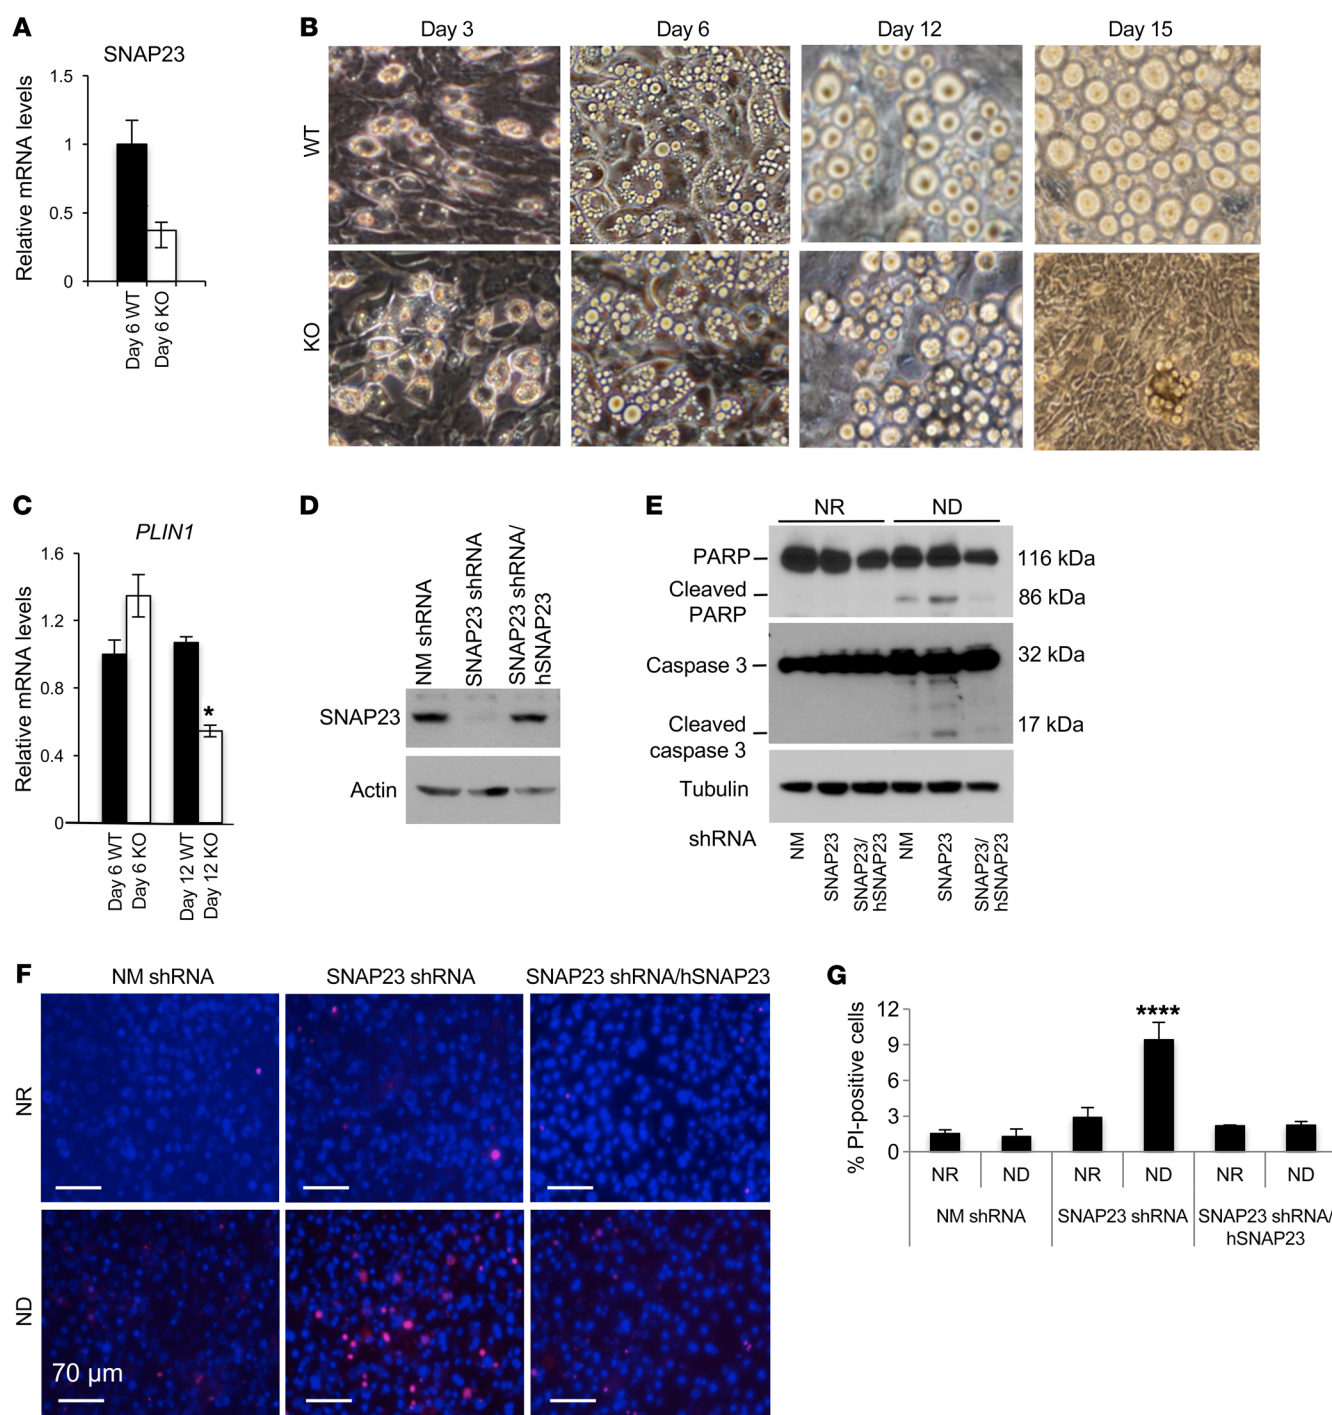 A
SNAP23
Relative mRNA levels
1.5
1
0.5
0
Day 6 WT
Day 6 KO
B
Day 3
Day 6
Day 12
Day 15
WT
KO
C
PLIN1
Relative mRNA levels
1.6
1.2
0.8
0.4
0
*
Day 6 WT
Day 6 KO
Day 12 WT
Day 12 KO
D
NM shRNA
SNAP23 shRNA
SNAP23 shRNA/
hSNAP23
SNAP23
Actin
E
NR
ND
PARP
116 kDa
Cleaved
PARP
86 kDa
Caspase 3
32 kDa
Cleaved
caspase 3
17 kDa
Tubulin
shRNA
NM
SNAP23
SNAP23/
hSNAP23
NM
SNAP23
SNAP23/
hSNAP23
F
NM shRNA
SNAP23 shRNA
SNAP23 shRNA/hSNAP23
NR
ND
70 µm
G
% PI-positive cells
12
9
6
3
0
****
NR
ND
NR
ND
NR
ND
NM shRNA
SNAP23 shRNA
SNAP23 shRNA/
hSNAP23